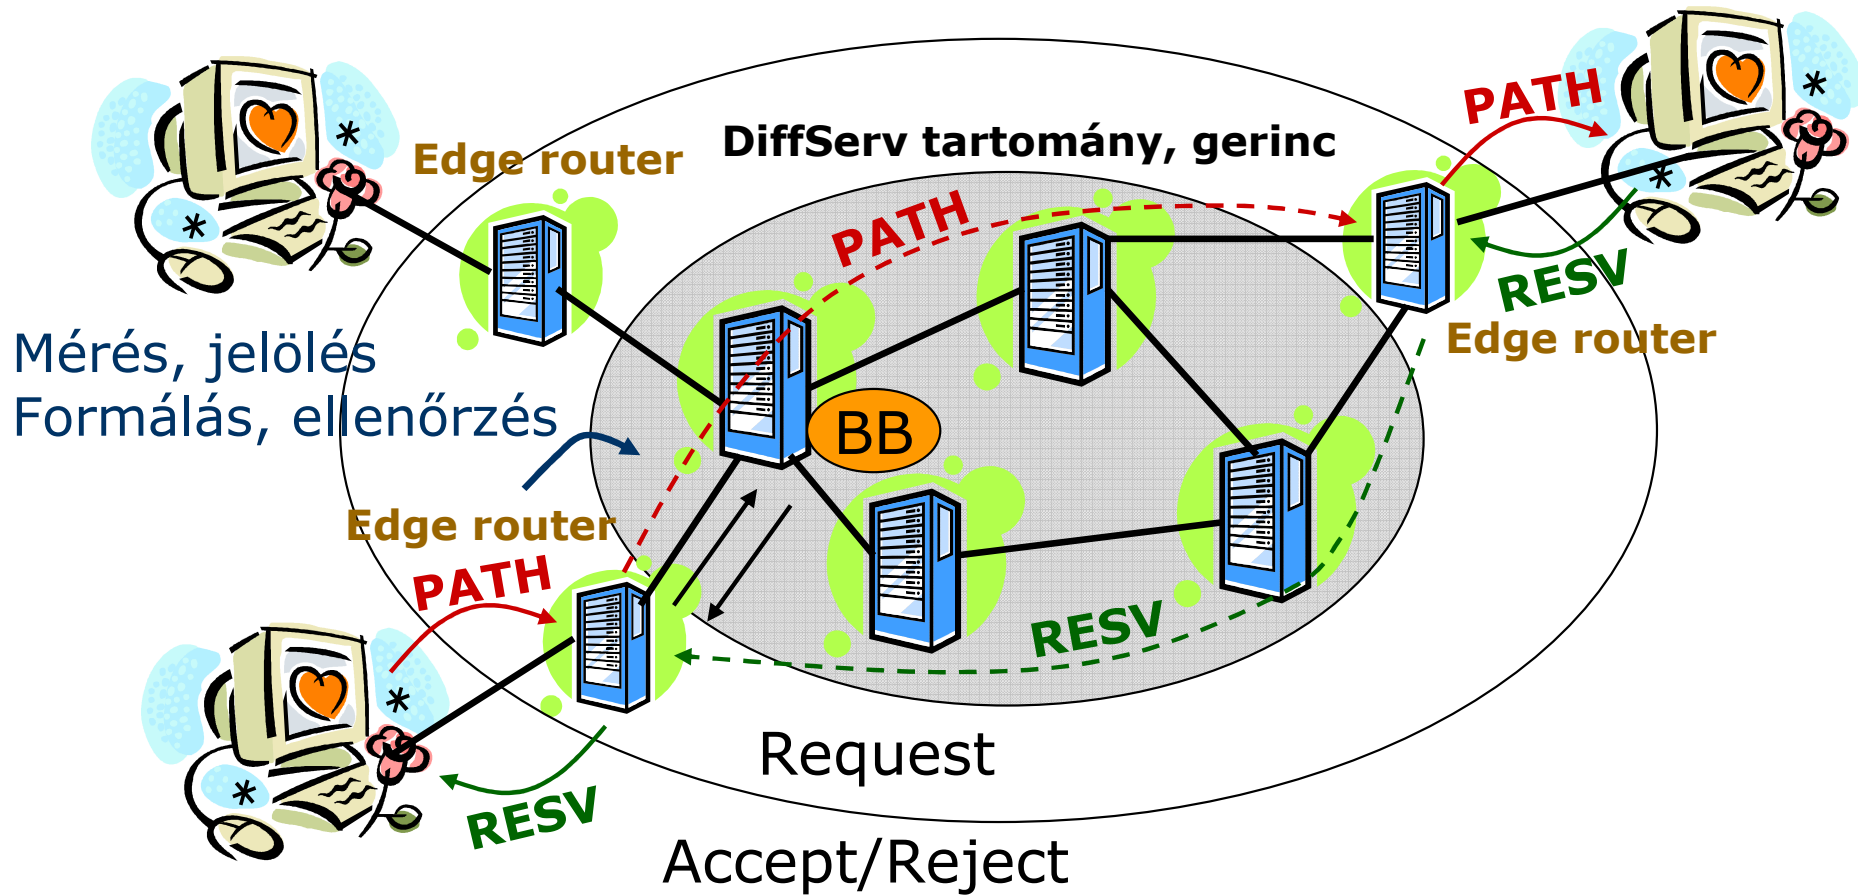 PATH
DiffServ tartomány, gerinc
Edge router
PATH
RESV
Edge router
Mérés, jelölés
Formálás, ellenőrzés
BB
Edge router
PATH
RESV
Request
RESV
Accept/Reject